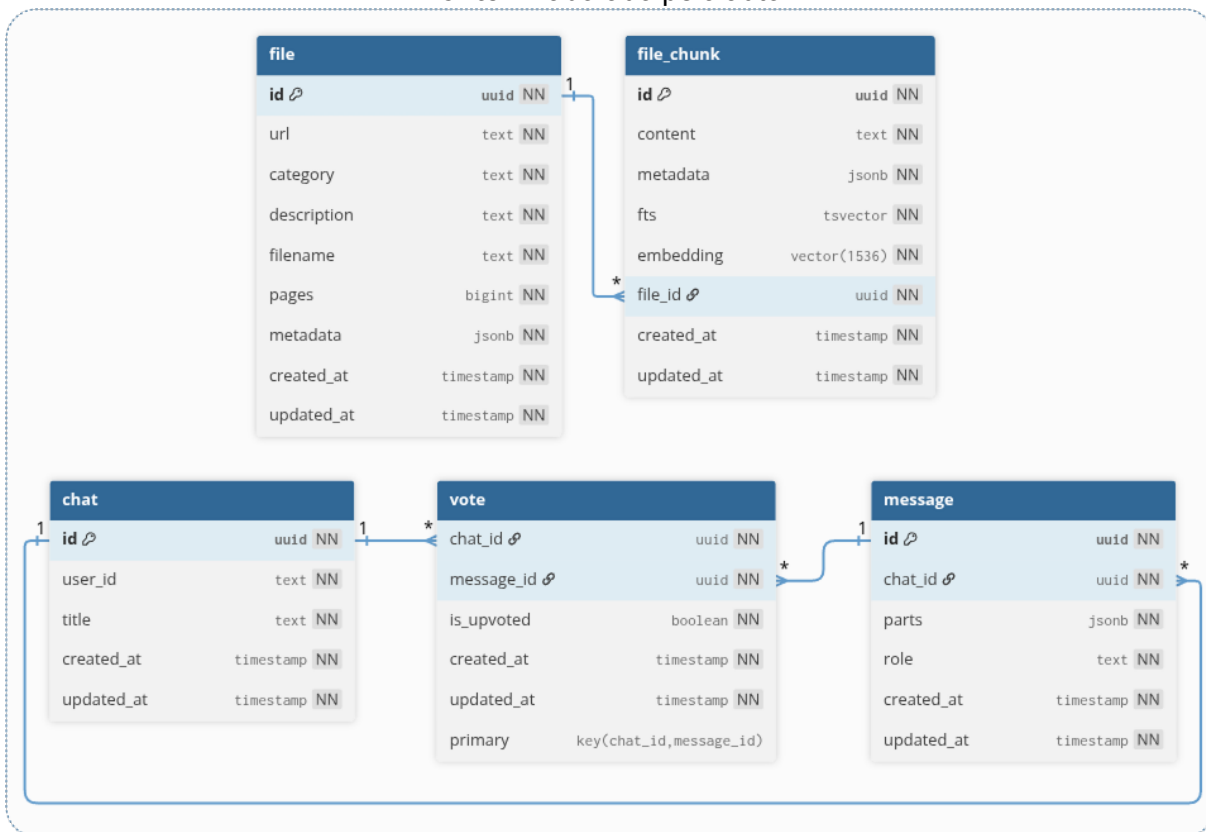 file
id uuid NN
url text NN
category text NN
description text NN
filename text NN
pages bigint NN
metadata jsonb NN
created_at timestamp NN
updated_at timestamp NN
1
*
file_chunk
id uuid NN
content text NN
metadata jsonb NN
fts tsvector NN
embedding vector(1536) NN
file_id uuid NN
created_at timestamp NN
updated_at timestamp NN
chat
1 id uuid NN 1
user_id text NN
title text NN
created_at timestamp NN
updated_at timestamp NN
vote
* chat_id uuid NN
message_id uuid NN *
is_upvoted boolean NN
created_at timestamp NN
updated_at timestamp NN
primary key(chat_id,message_id)
message
1 id uuid NN
chat_id uuid NN *
parts jsonb NN
role text NN
created_at timestamp NN
updated_at timestamp NN